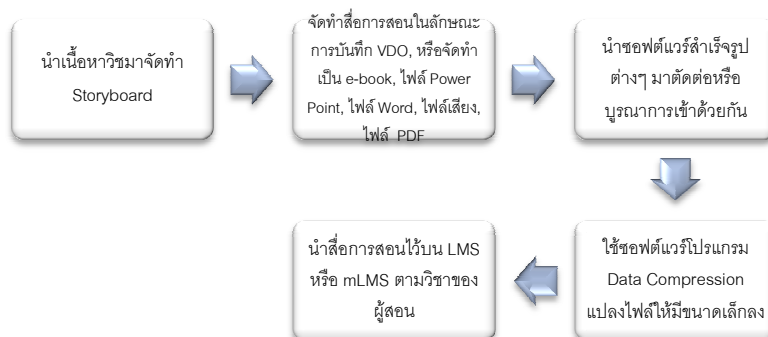 นำเนื้อหาวิชมาจัดทำ
Storyboard
จัดทำสื่อการสอนในลักษณะ
การบันทึก VDO, หรือจัดทำ
เป็น e-book, ไฟล์ Power
Point, ไฟล์ Word, ไฟล์เสียง,
ไฟล์ PDF
นำซอฟต์แวร์สำเร็จรูป
ต่างๆ มาตัดต่อหรือ
บูรณาการเข้าด้วยกัน
ใช้ซอฟต์แวร์โปรแกรม
Data Compression
แปลงไฟล์ให้มีขนาดเล็กลง
นำสื่อการสอนไว้บน LMS
หรือ mLMS ตามวิชาของ
ผู้สอน